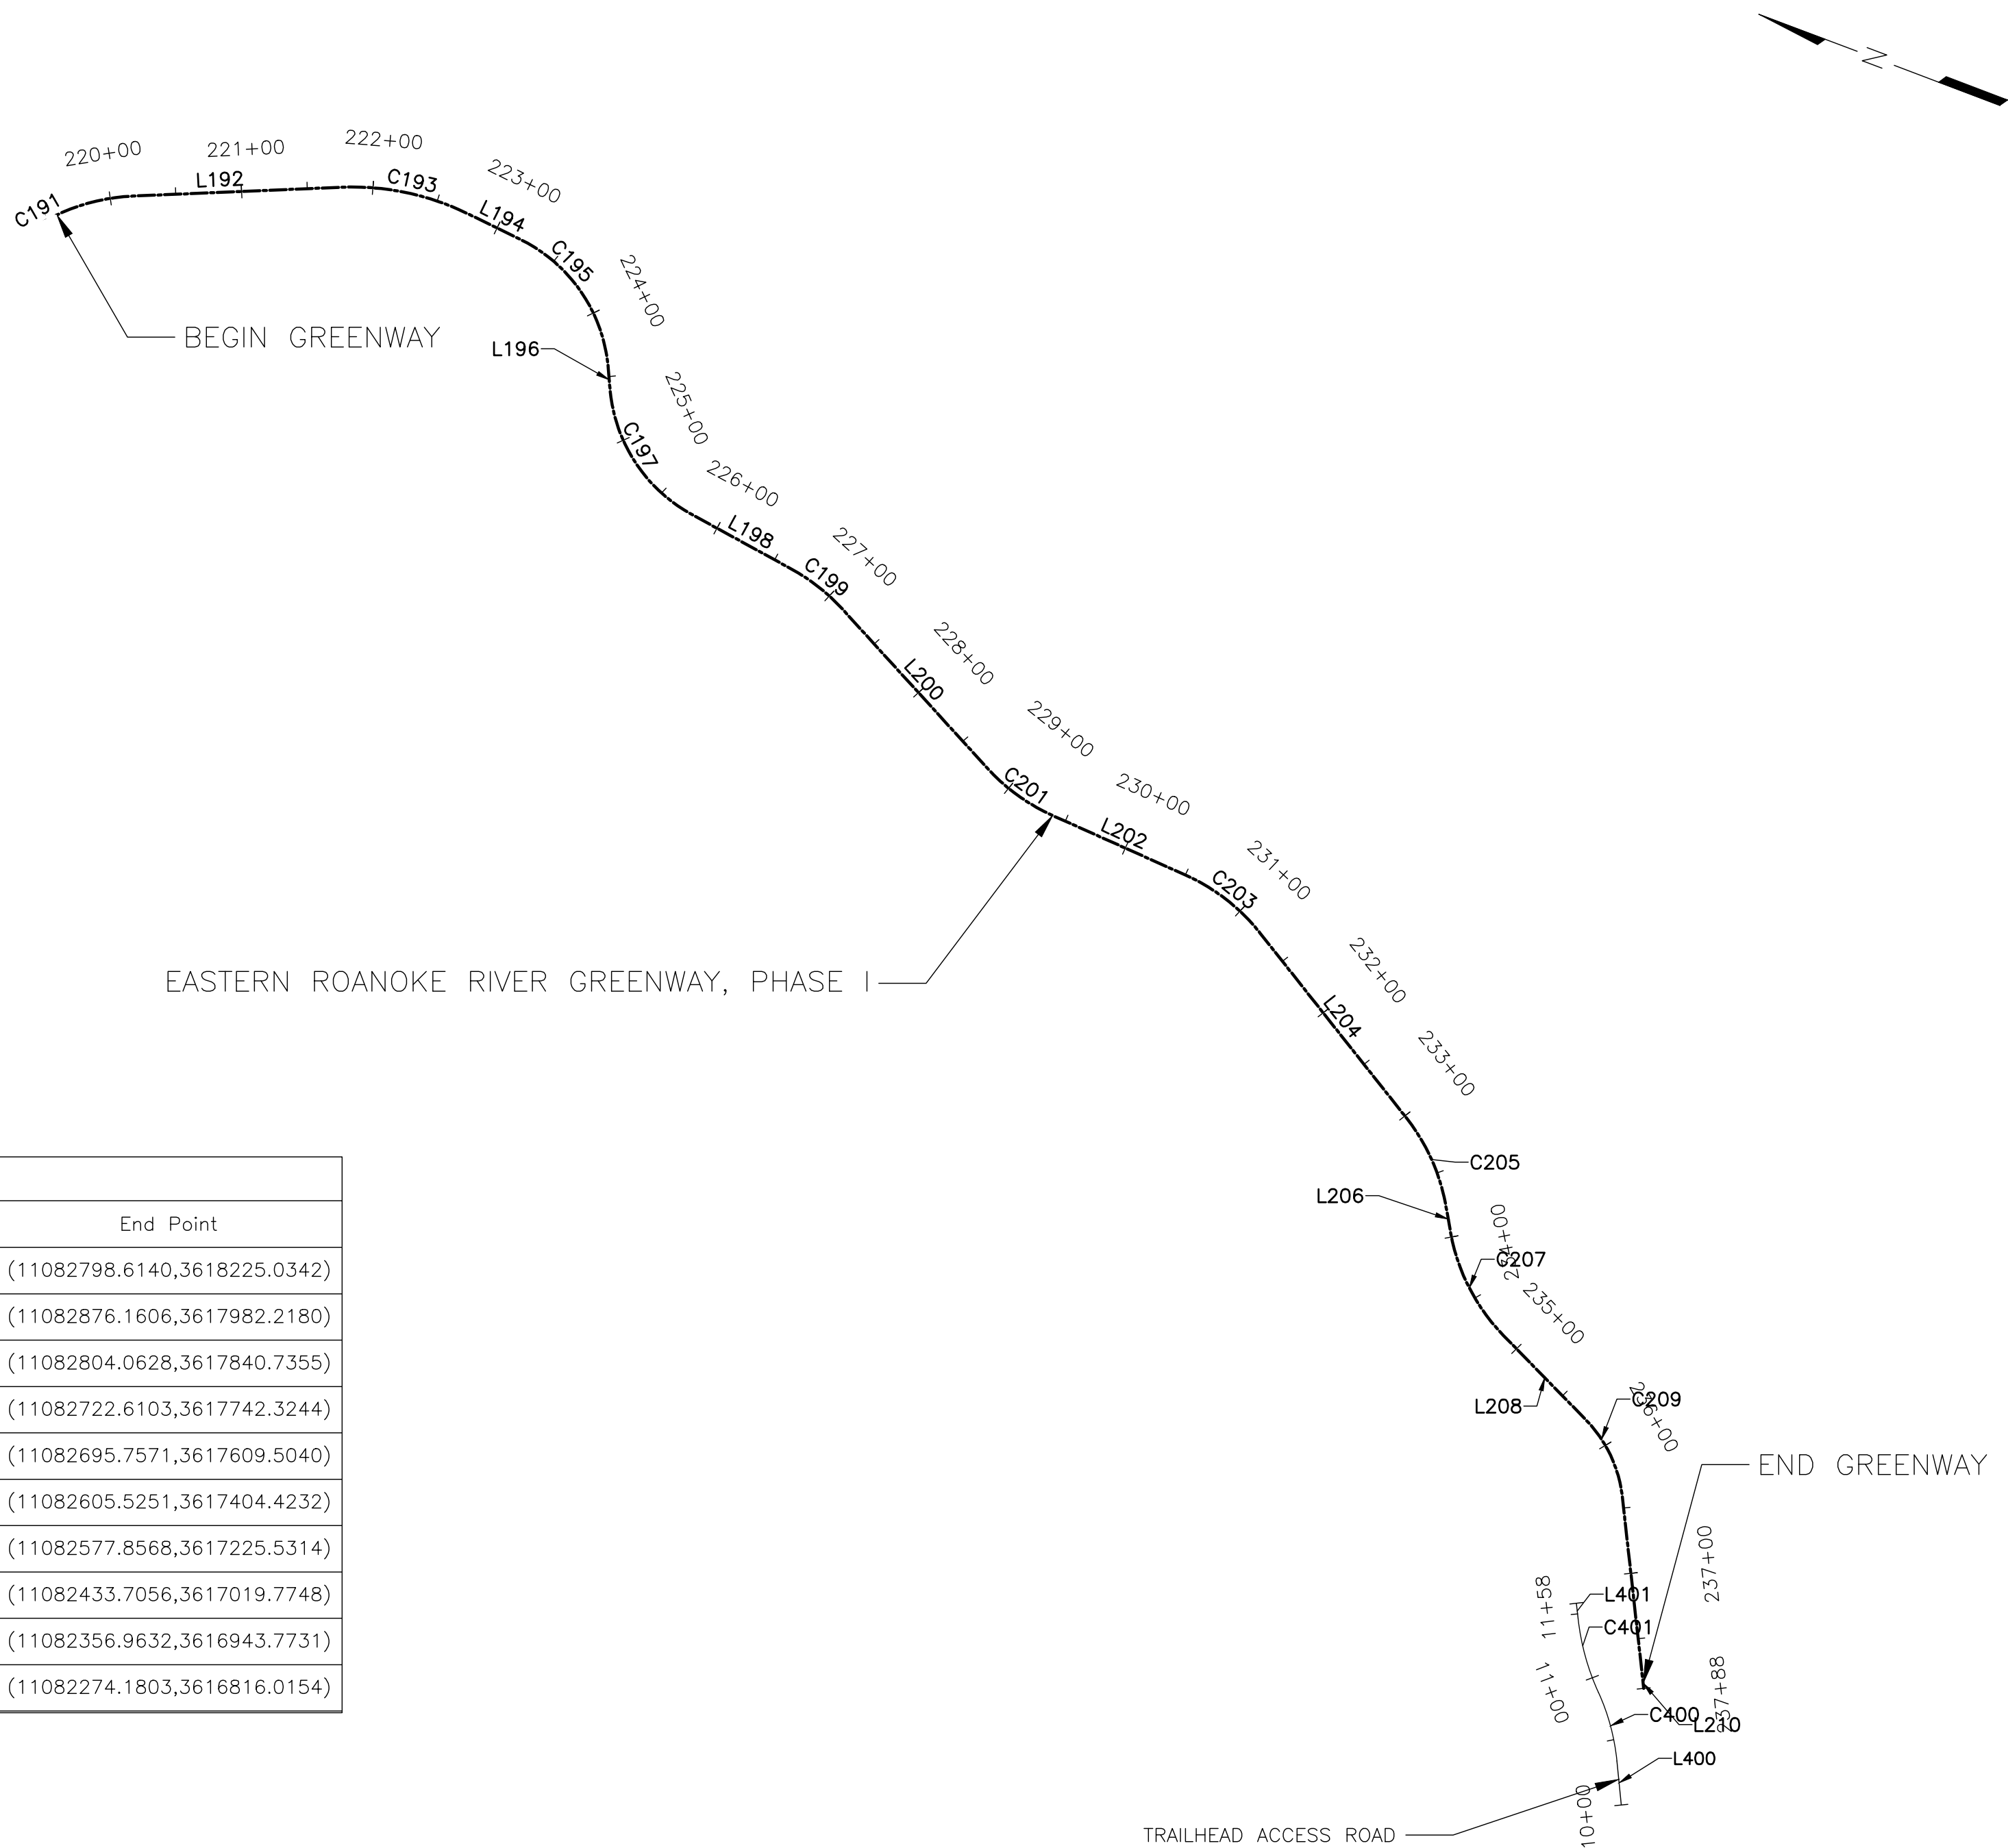 N
220+00
221+00
222+00
223+00
C191
L192
C193
L194
C195
224+00
BEGIN GREENWAY
L196
225+00
C197
226+00
L198
227+00
C199
228+00
L200
229+00
C201
230+00
L202
231+00
C203
EASTERN ROANOKE RIVER GREENWAY, PHASE I
232+00
L204
233+00
C205
L206
234+00
C207
235+00
L208
C209
236+00
END GREENWAY
237+00
11+58
L401
C401
11+00
237+88
C400
L210
L400
10+00
TRAILHEAD ACCESS ROAD
End Point
(11082798.6140,3618225.0342)
(11082876.1606,3617982.2180)
(11082804.0628,3617840.7355)
(11082722.6103,3617742.3244)
(11082695.7571,3617609.5040)
(11082605.5251,3617404.4232)
(11082577.8568,3617225.5314)
(11082433.7056,3617019.7748)
(11082356.9632,3616943.7731)
(11082274.1803,3616816.0154)